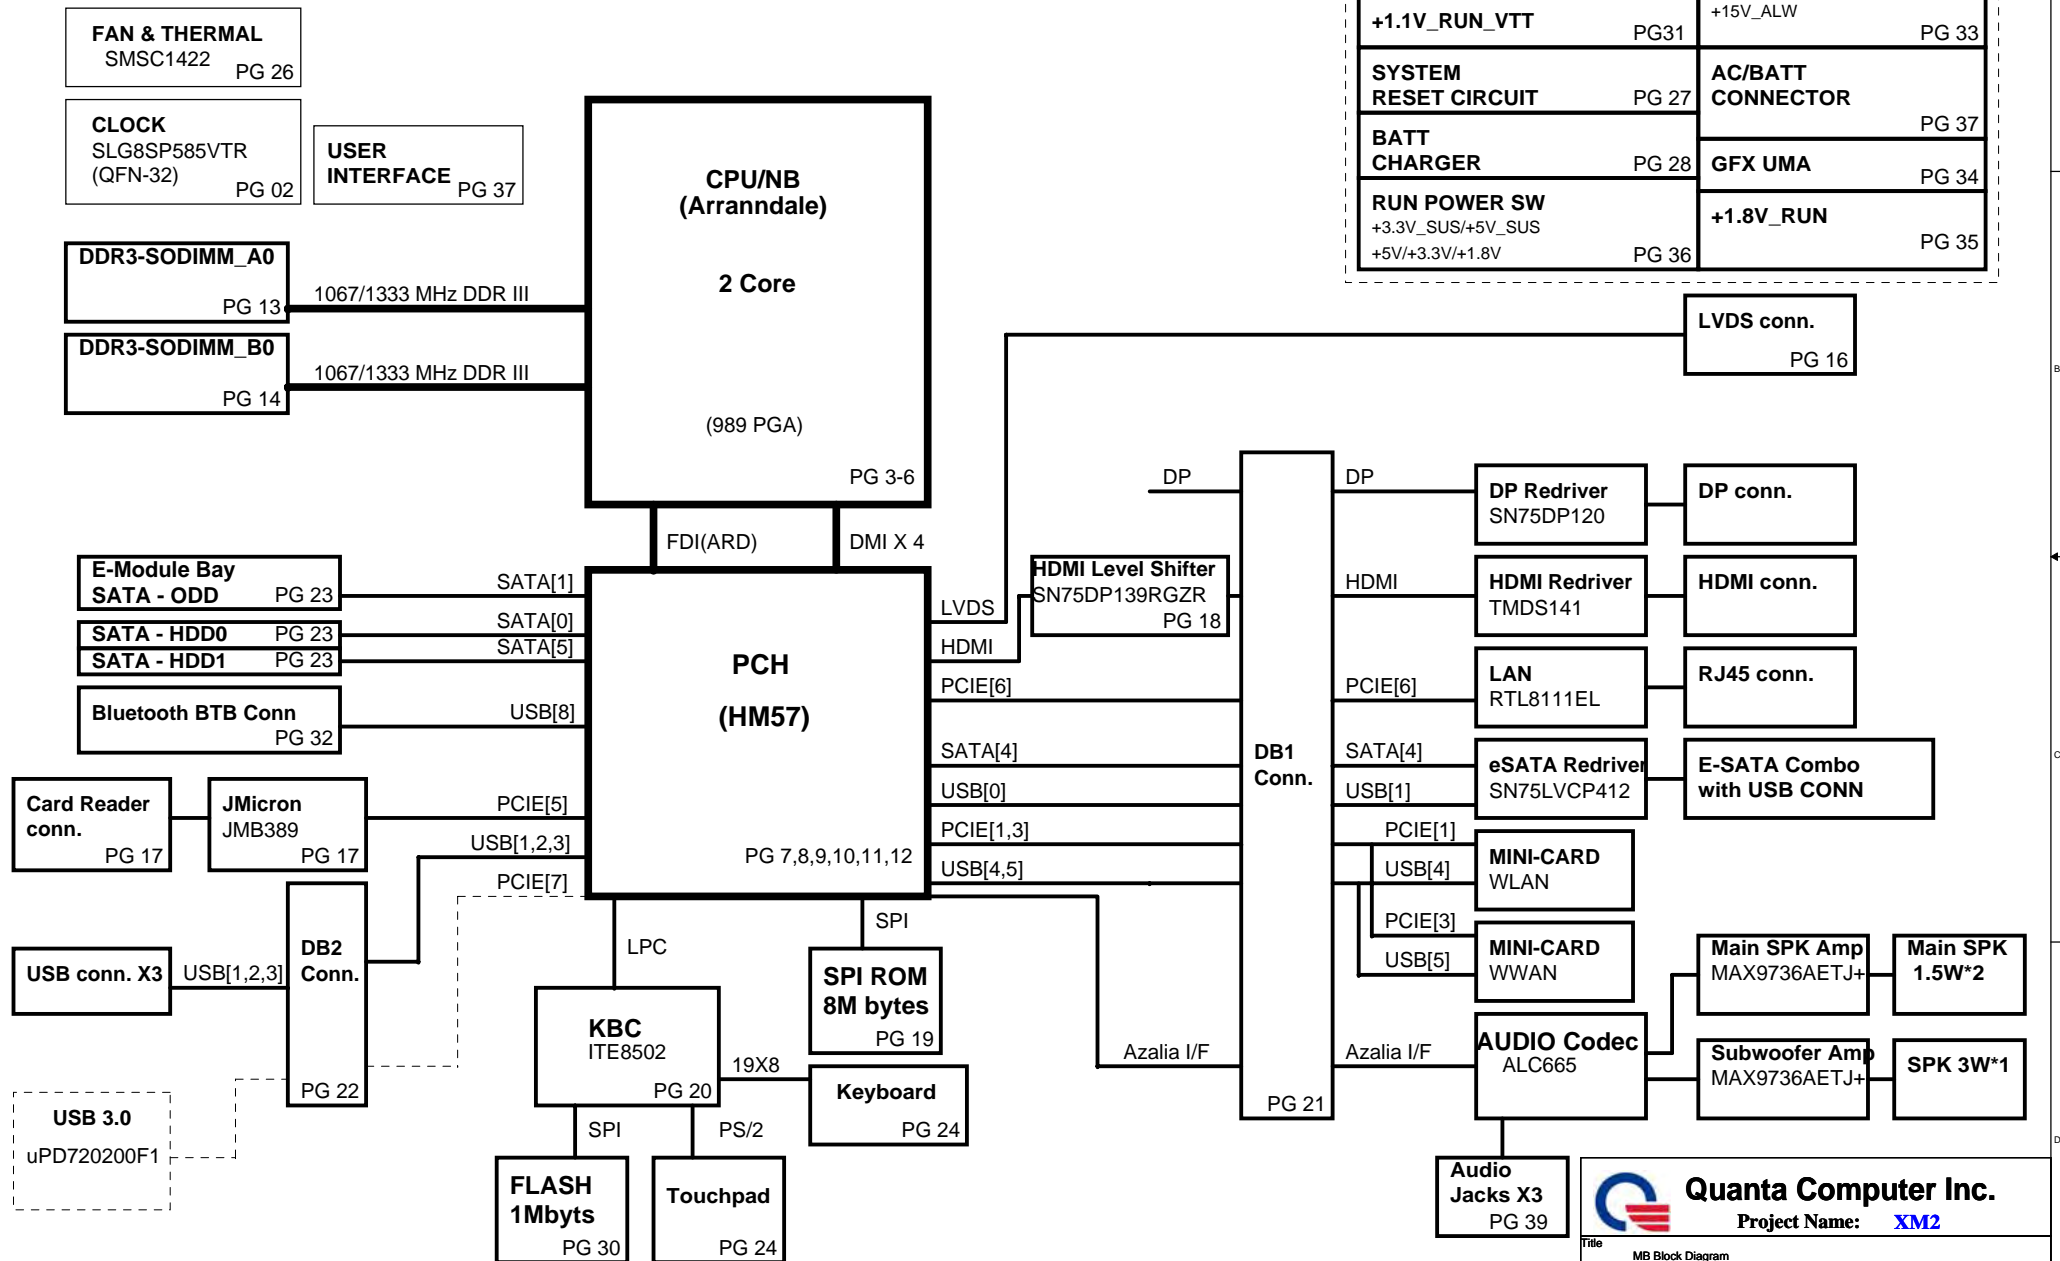 FAN & THERMAL
SMSC1422
PG 26
CLOCK
SLG8SP585VTR
(QFN-32)
PG 02
USER
INTERFACE
PG 37
DDR3-SODIMM_A0
PG 13
1067/1333 MHz DDR III
DDR3-SODIMM_B0
PG 14
1067/1333 MHz DDR III
CPU/NB
(Arranndale)
2 Core
(989 PGA)
PG 3-6
+1.1V_RUN_VTT
PG31
+15V_ALW
PG 33
SYSTEM
RESET CIRCUIT
PG 27
AC/BATT
CONNECTOR
PG 37
BATT
CHARGER
PG 28
GFX UMA
PG 34
RUN POWER SW
+3.3V_SUS/+5V_SUS
+5V/+3.3V/+1.8V
PG 36
+1.8V_RUN
PG 35
LVDS conn.
PG 16
B
FDI(ARD)
DMI X 4
E-Module Bay
SATA - ODD
PG 23
SATA[1]
SATA - HDD0
PG 23
SATA[0]
SATA - HDD1
PG 23
SATA[5]
Bluetooth BTB Conn
PG 32
USB[8]
Card Reader
conn.
PG 17
JMicron
JMB389
PG 17
PCIE[5]
USB[1,2,3]
PCIE[7]
PCH
(HM57)
PG 7,8,9,10,11,12
LVDS
HDMI
PCIE[6]
SATA[4]
USB[0]
PCIE[1,3]
USB[4,5]
HDMI Level Shifter
SN75DP139RGZR
PG 18
DP
DB1
Conn.
PG 21
DP
HDMI
PCIE[6]
SATA[4]
USB[1]
PCIE[1]
USB[4]
PCIE[3]
USB[5]
DP Redriver
SN75DP120
DP conn.
HDMI Redriver
TMDS141
HDMI conn.
LAN
RTL8111EL
RJ45 conn.
eSATA Redriver
SN75LVCP412
E-SATA Combo
with USB CONN
C
MINI-CARD
WLAN
MINI-CARD
WWAN
USB conn. X3
USB[1,2,3]
DB2
Conn.
PG 22
USB 3.0
uPD720200F1
LPC
SPI
KBC
ITE8502
PG 20
SPI ROM
8M bytes
PG 19
19X8
Keyboard
PG 24
SPI
PS/2
FLASH
1Mbyts
PG 30
Touchpad
PG 24
Azalia I/F
Azalia I/F
AUDIO Codec
ALC665
Main SPK Amp
MAX9736AETJ+
Main SPK
1.5W*2
Subwoofer Amp
MAX9736AETJ+
SPK 3W*1
D
Audio
Jacks X3
PG 39
Quanta Computer Inc.
Project Name: XM2
Title
MB Block Diagram